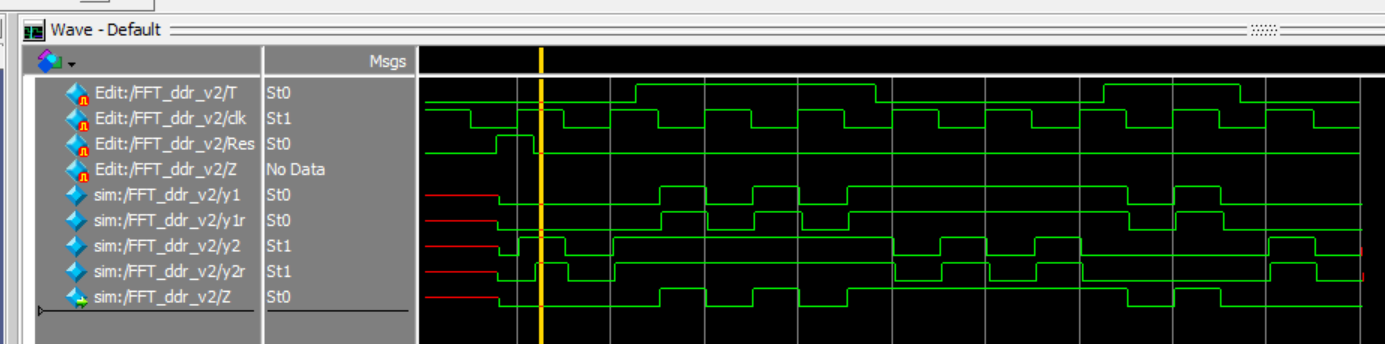 Wave - Default
Msgs
Edit:/FFT_ddr_v2/T St0
Edit:/FFT_ddr_v2/clk St1
Edit:/FFT_ddr_v2/Res St0
Edit:/FFT_ddr_v2/Z No Data
sim:/FFT_ddr_v2/y1 St0
sim:/FFT_ddr_v2/y1r St0
sim:/FFT_ddr_v2/y2 St1
sim:/FFT_ddr_v2/y2r St1
sim:/FFT_ddr_v2/Z St0